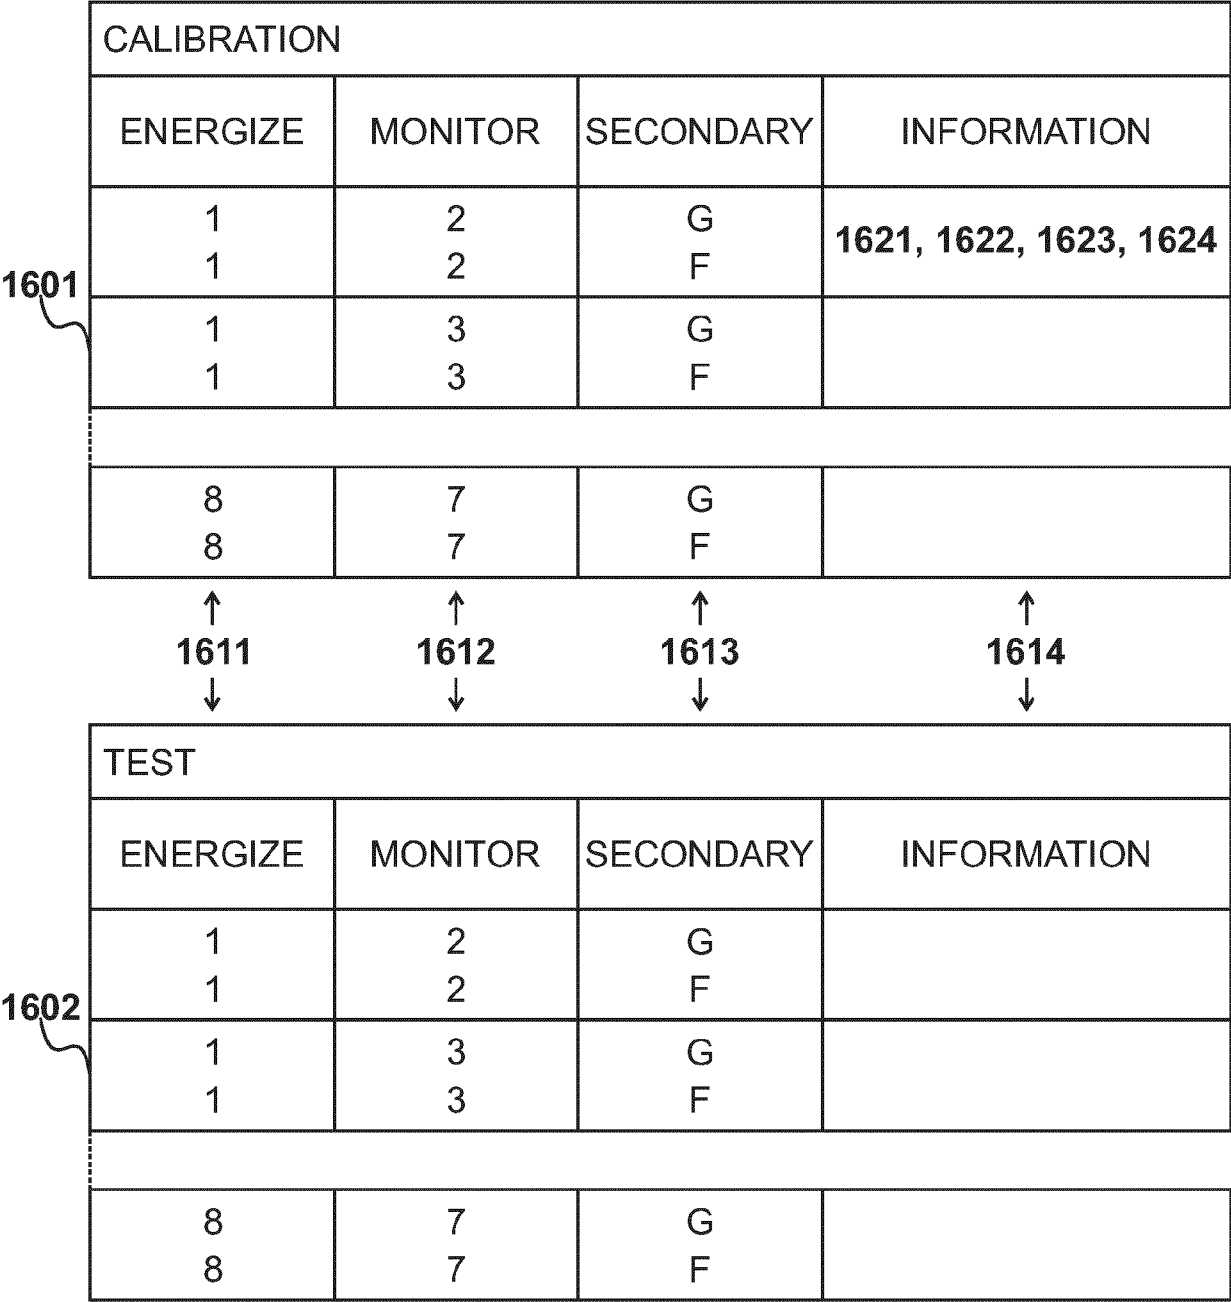 CALIBRATION
ENERGIZE MONITOR SECONDARY INFORMATION
1 2 G
1621, 1622, 1623, 1624
1 2 F
1601
1 3 G
1 3 F
8 7 G
8 7 F
1611 1612 1613 1614
TEST
ENERGIZE MONITOR SECONDARY INFORMATION
1 2 G
1 2 F
1602
1 3 G
1 3 F
8 7 G
8 7 F